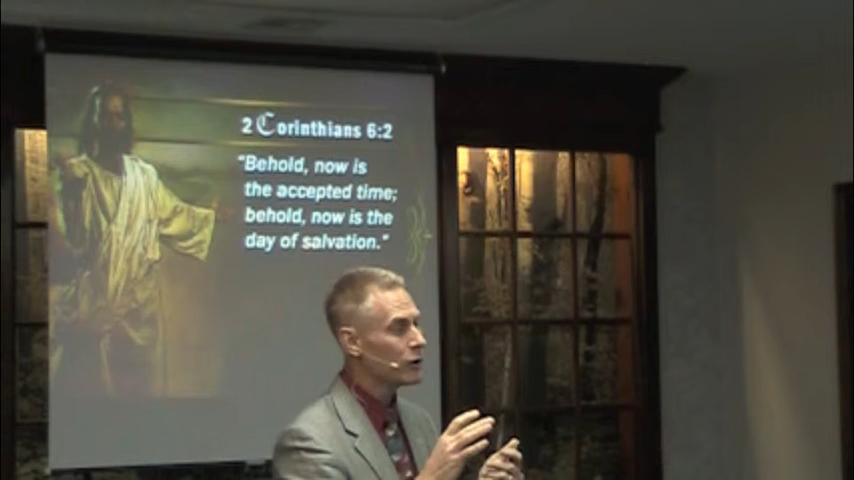 2 Corinthians 6:2
"Behold, now is
the accepted time;
behold, now is the
day of salvation."